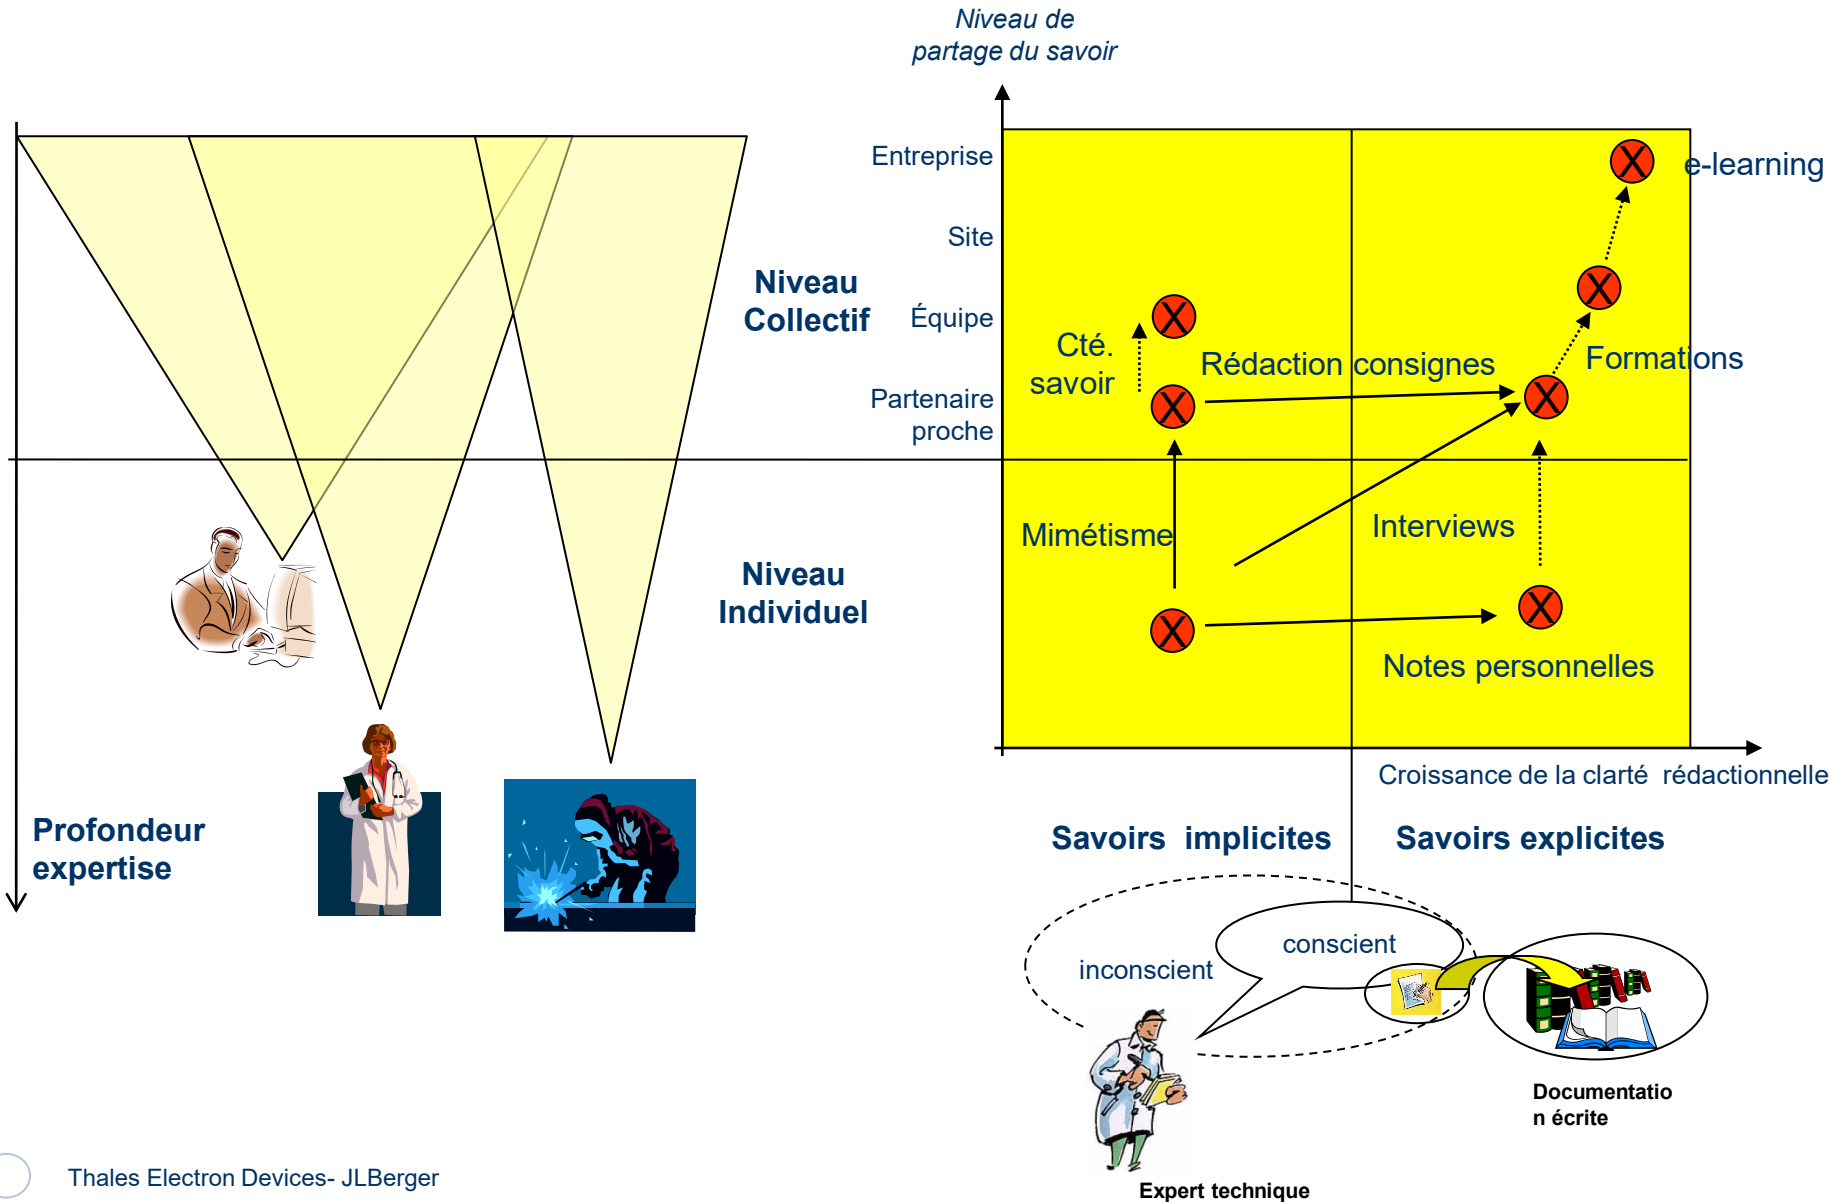 Niveau de
partage du savoir
Entreprise
e-learning
Site
Niveau
Collectif
Équipe
Cté.
savoir
Rédaction consignes
Formations
Partenaire
proche
Mimétisme
Interviews
Niveau
Individuel
Notes personnelles
Croissance de la clarté rédactionnelle
Profondeur
expertise
Savoirs implicites
Savoirs explicites
conscient
inconscient
Documentatio
n écrite
Thales Electron Devices- JLBerger
Expert technique
X
X
X
X
X
X
X